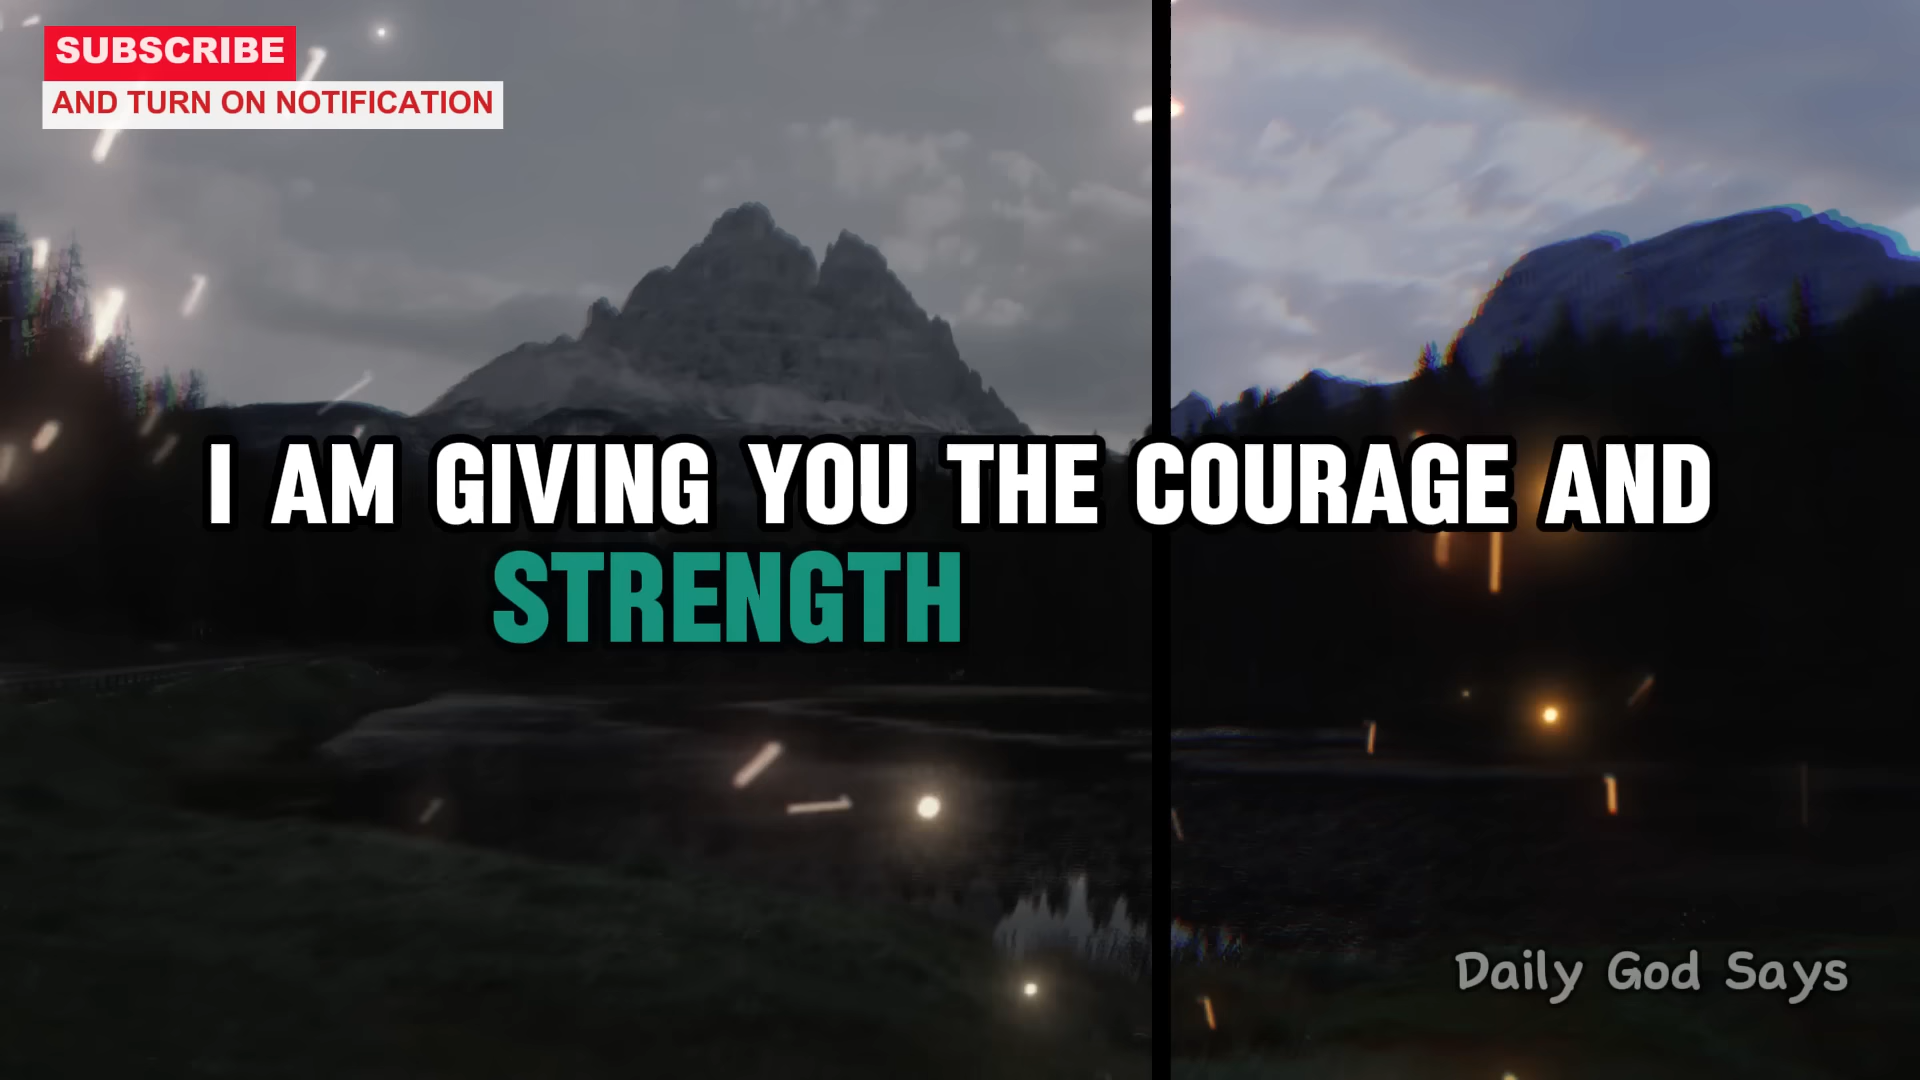 SUBSCRIBE
AND TURN ON NOTIFICATION
I AM GIVING YOU THE COURAGE AND
STRENGTH
Daily God Says